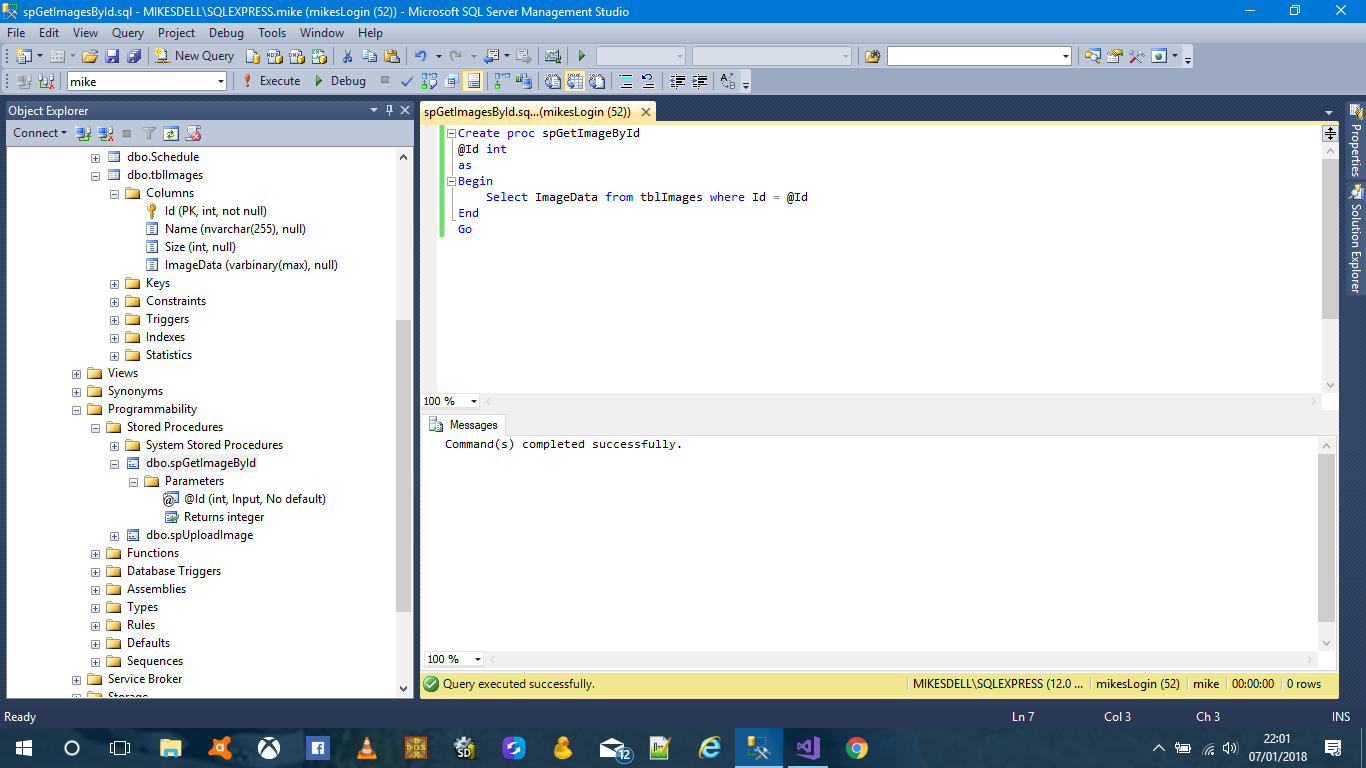 spGetImagesById.sql - MIKESDELL\SQLEXPRESS.mike (mikesLogin (52)) - Microsoft SQL Server Management Studio
File Edit View Query Project Debug Tools Window Help
New Query
mike Execute Debug
Object Explorer
Connect
dbo.Schedule
dbo.tblImages
Columns
Id (PK, int, not null)
Name (nvarchar(255), null)
Size (int, null)
ImageData (varbinary(max), null)
Keys
Constraints
Triggers
Indexes
Statistics
Views
Synonyms
Programmability
Stored Procedures
System Stored Procedures
dbo.spGetImageById
Parameters
@Id (int, Input, No default)
Returns integer
dbo.spUploadImage
Functions
Database Triggers
Assemblies
Types
Rules
Defaults
Sequences
Service Broker
Storage
spGetImagesById.sq...(mikesLogin (52))
Create proc spGetImageById
@Id int
as
Begin
Select ImageData from tblImages where Id = @Id
End
Go
100 %
Messages
Command(s) completed successfully.
100 %
Query executed successfully. MIKESDELL\SQLEXPRESS (12.0 ... mikesLogin (52) mike 00:00:00 0 rows
Properties
Solution Explorer
Ready Ln 7 Col 3 Ch 3 INS
12
22:01
07/01/2018